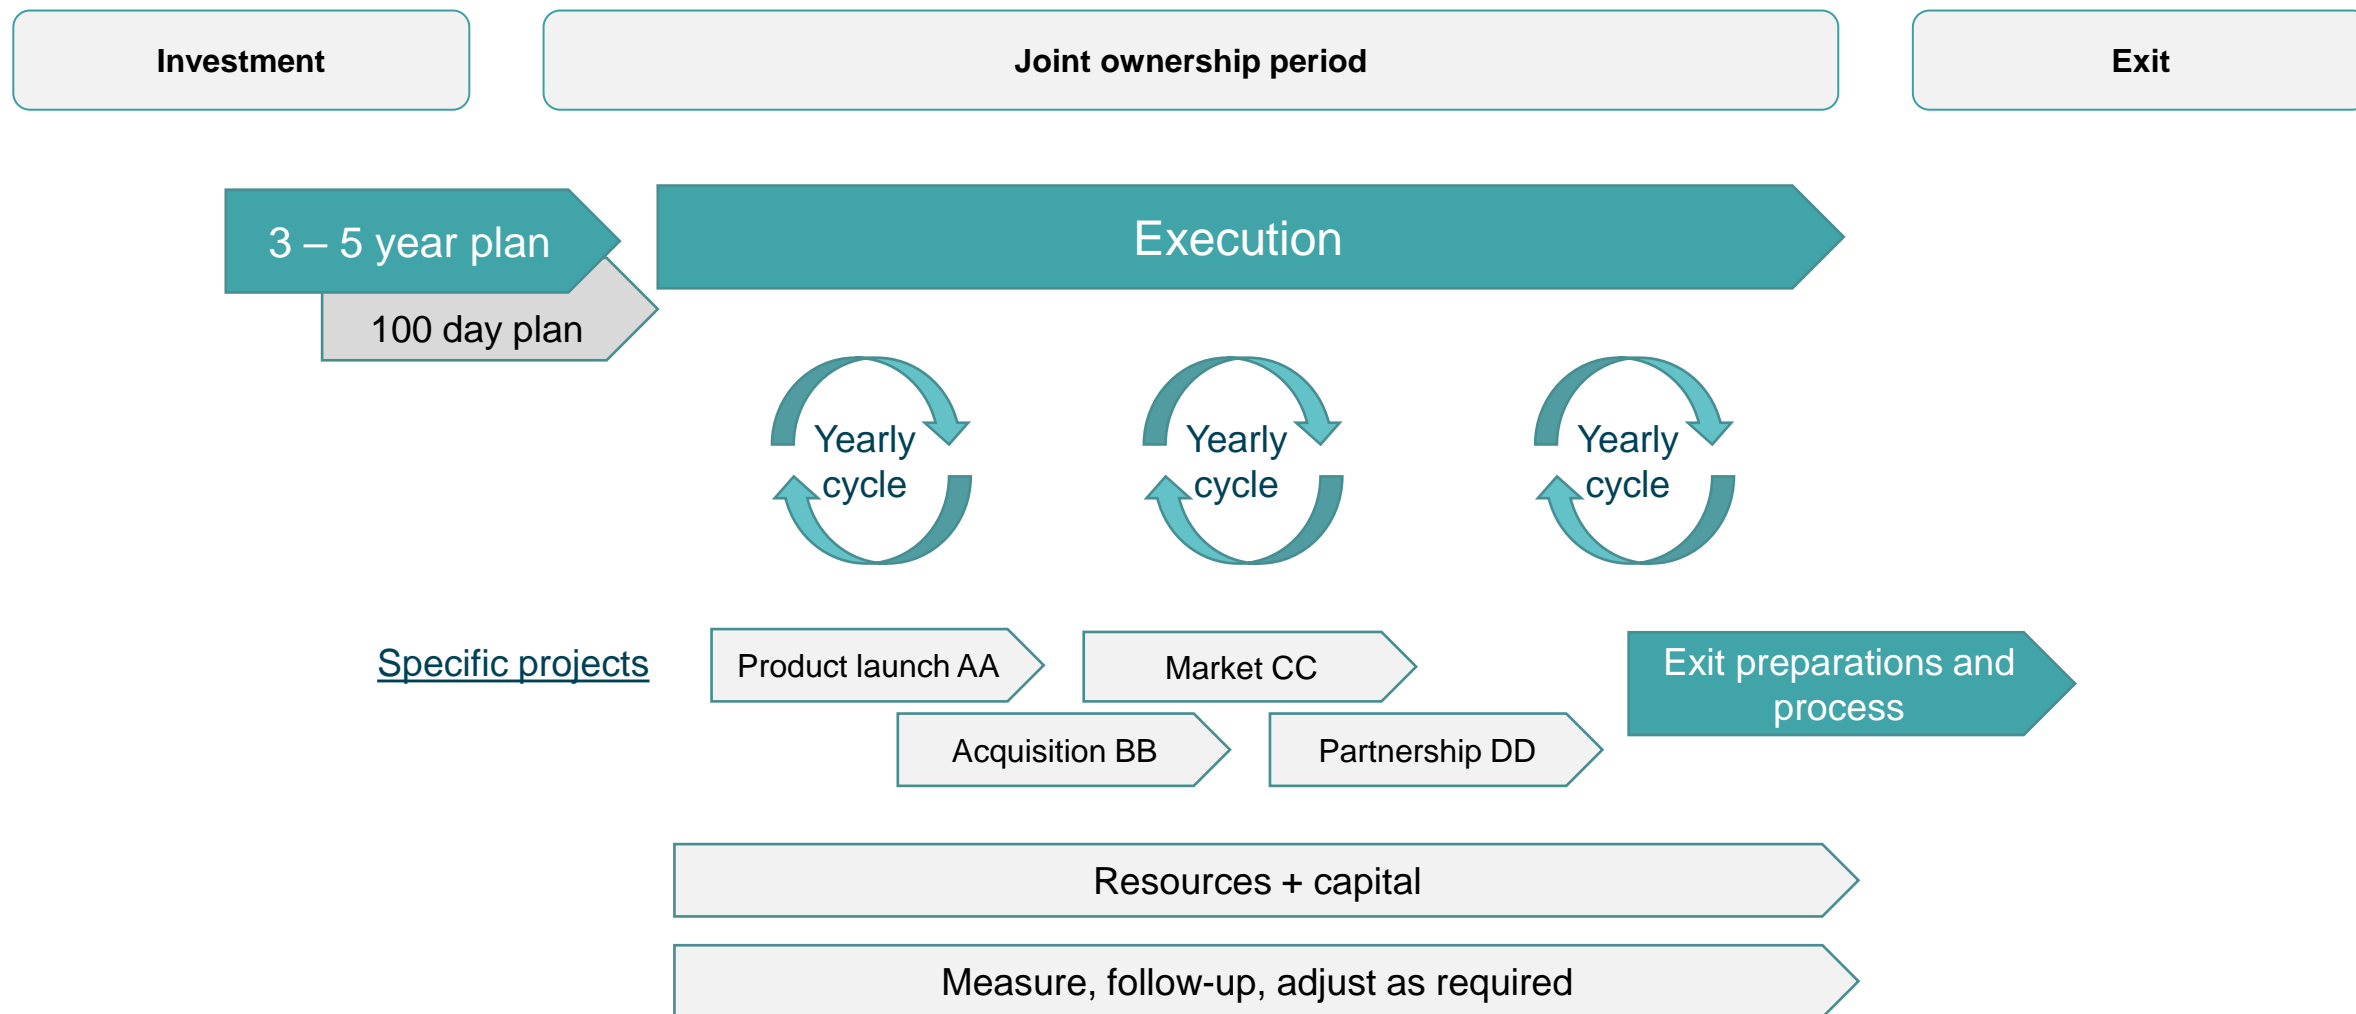 Investment
Joint ownership period
Exit
3 – 5 year plan
Execution
100 day plan
Yearly
cycle
Yearly
cycle
Yearly
cycle
Specific projects
Product launch AA
Market CC
Exit preparations and
process
Acquisition BB
Partnership DD
Resources + capital
Measure, follow-up, adjust as required